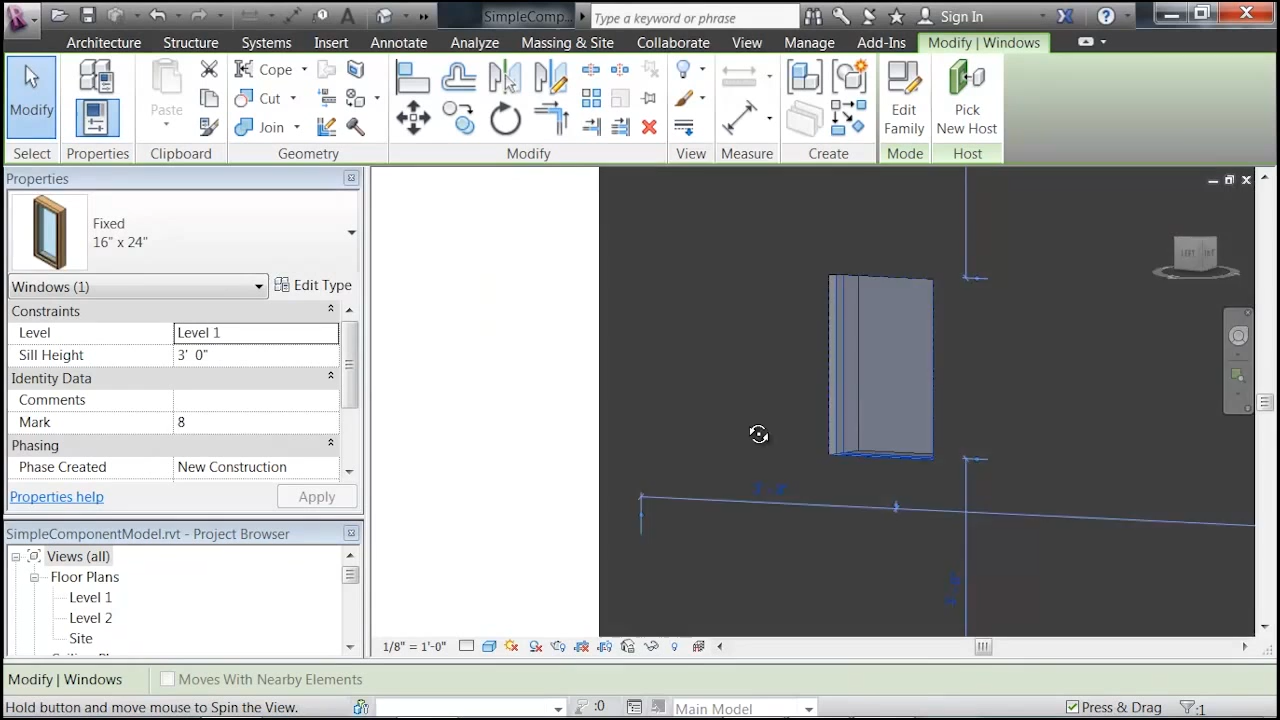 SimpleComp...
Type a keyword or phrase
Sign In
Architecture Structure Systems Insert Annotate Analyze Massing & Site Collaborate View Manage Add-Ins Modify | Windows
Modify
Paste
Cope
Cut
Join
Edit
Family
Pick
New Host
Select Properties Clipboard Geometry Modify View Measure Create Mode Host
Properties
Fixed
16" x 24"
Windows (1)
Edit Type
Constraints
Level Level 1
Sill Height 3' 0"
Identity Data
Comments
Mark 8
Phasing
Phase Created New Construction
Properties help
Apply
SimpleComponentModel.rvt - Project Browser
Views (all)
Floor Plans
Level 1
Level 2
Site
1/8" = 1'-0"
Modify | Windows
Moves With Nearby Elements
Hold button and move mouse to Spin the View.
:0
Main Model
Press & Drag
:1